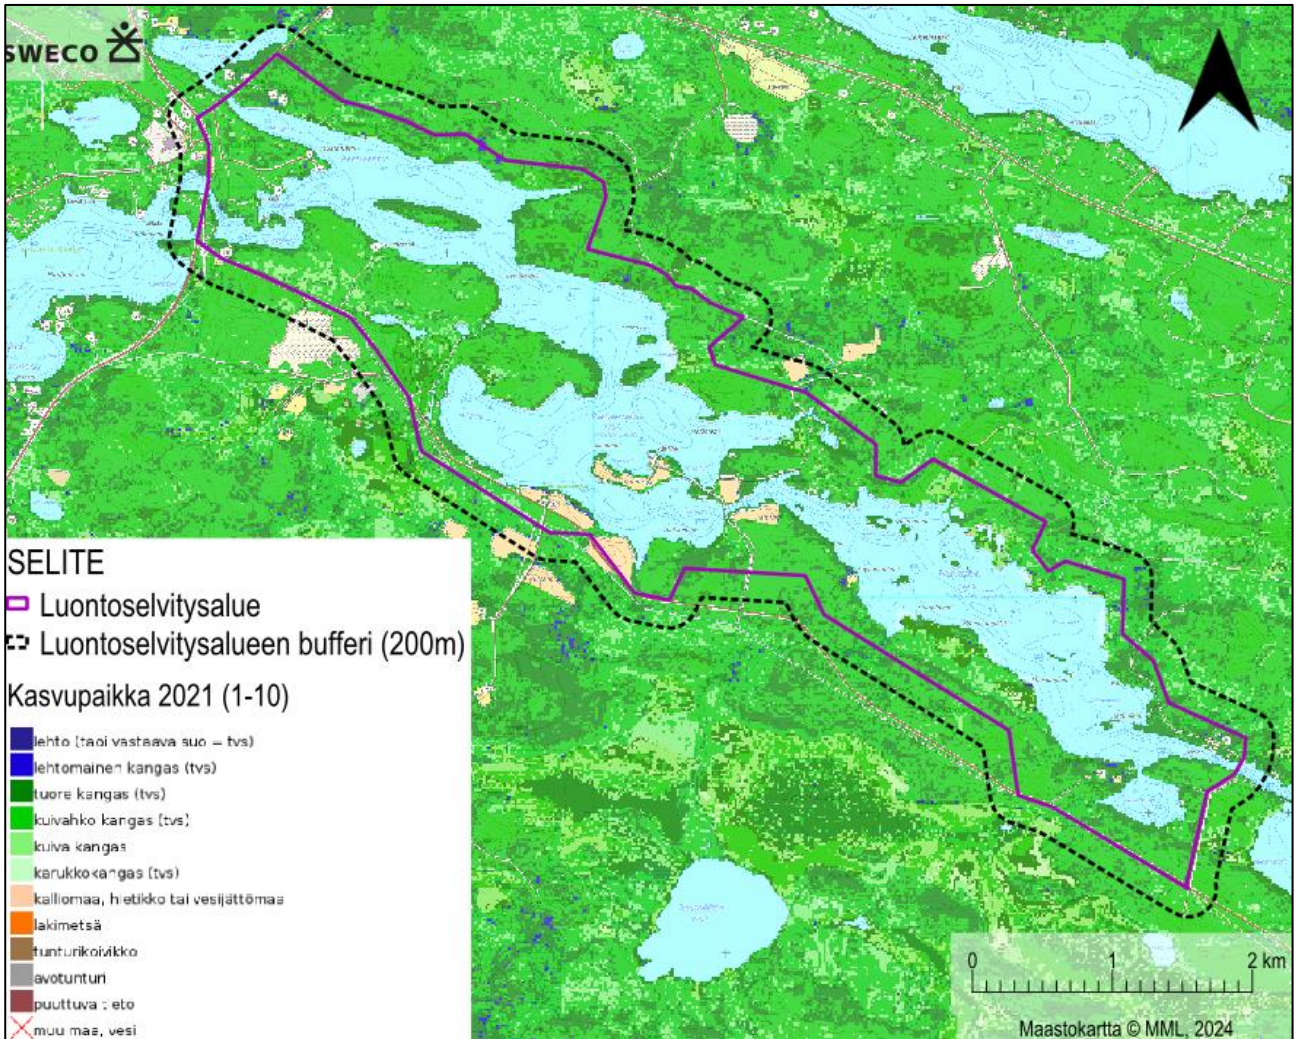 SWECO
SELITE
Luontoselvitysalue
Luontoselvitysalueen bufferi (200m)
Kasvupaikka 2021 (1-10)
lehto (taoi vastaava suo = tvs)
lehtomainen kangas (tvs)
tuore kangas (tvs)
kuivahko kangas (tvs)
kuiva kangas
karukkokangas (tvs)
kalliomaa, hietikko tai vesijättömaa
lakimetsä
tunturikoivikko
avotunturi
puuttuva tieto
muu maa, vesi
0 1 2 km
Maastokartta © MML, 2024